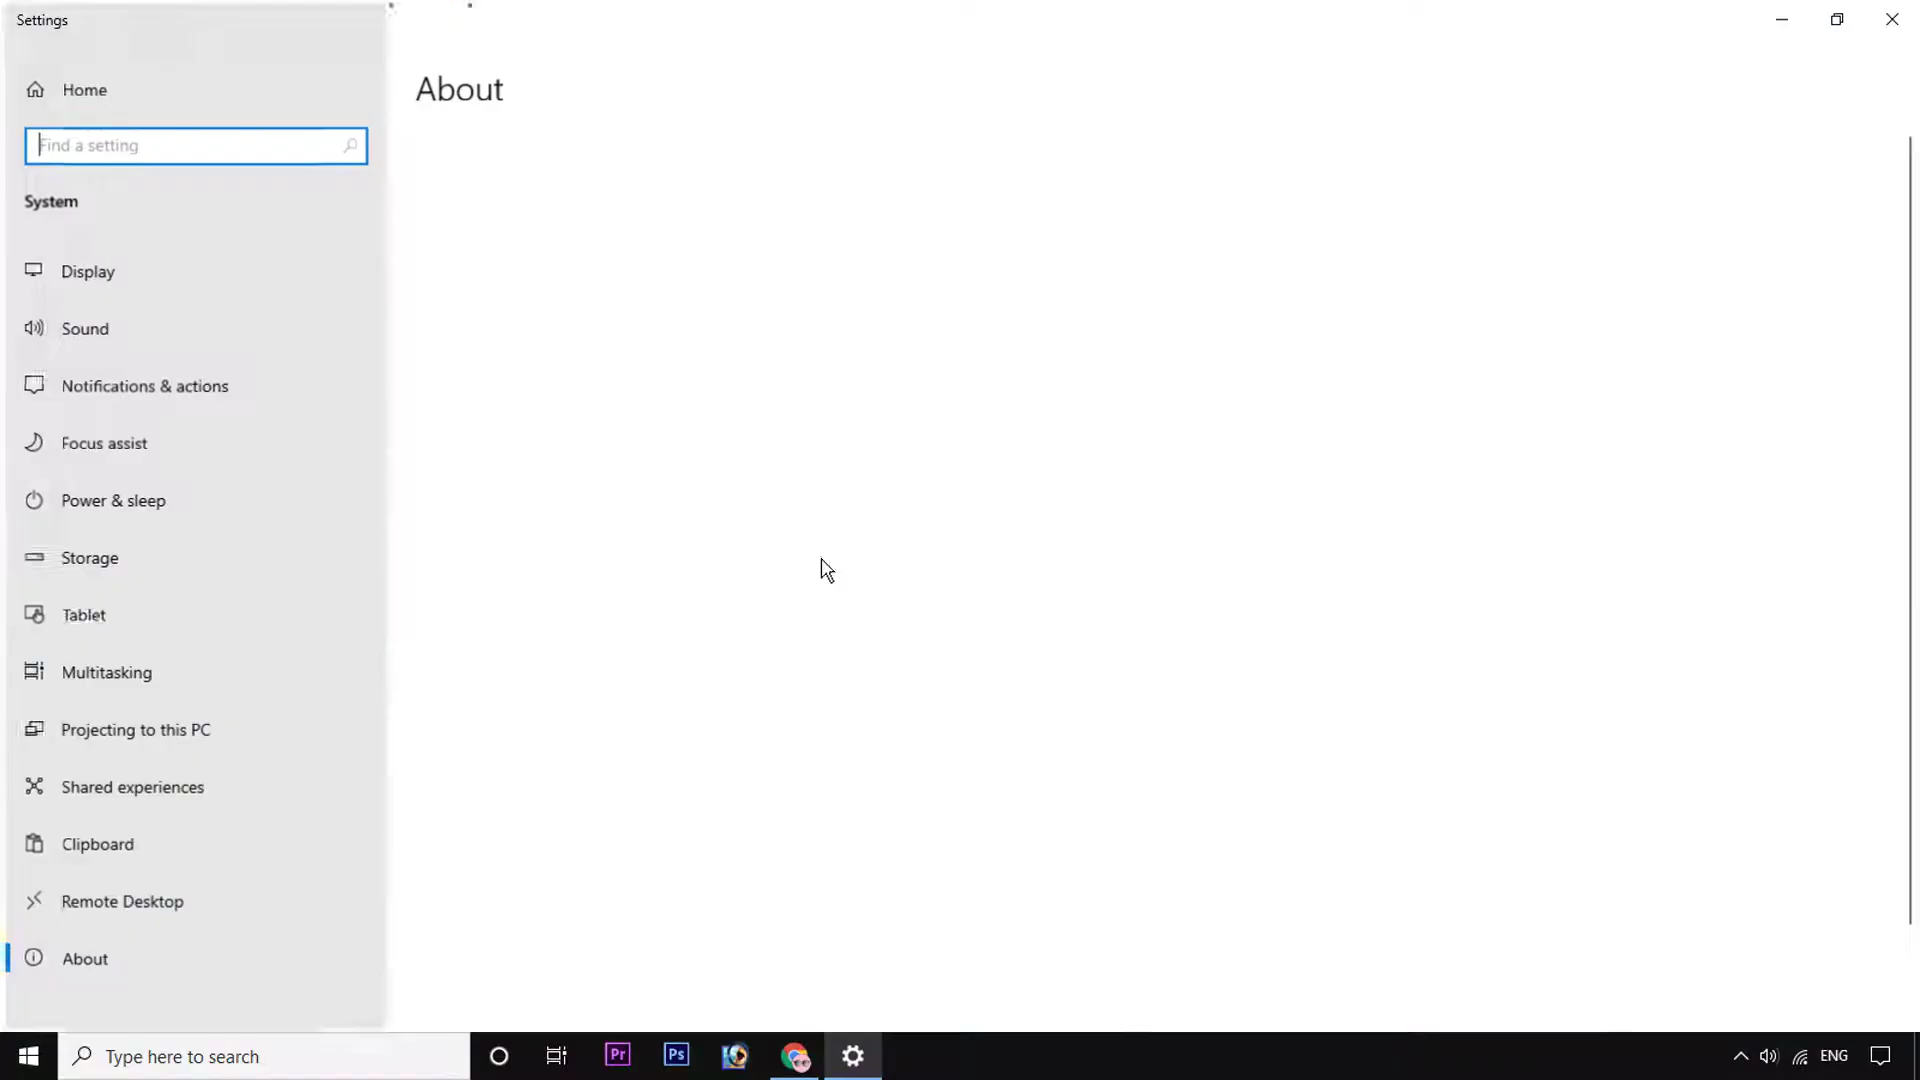 Settings
Home
Find a setting
System
Display
Sound
Notifications & actions
Focus assist
Power & sleep
Storage
Tablet
Multitasking
Projecting to this PC
Shared experiences
Clipboard
Remote Desktop
About
About
Type here to search
Pr
Ps
ENG